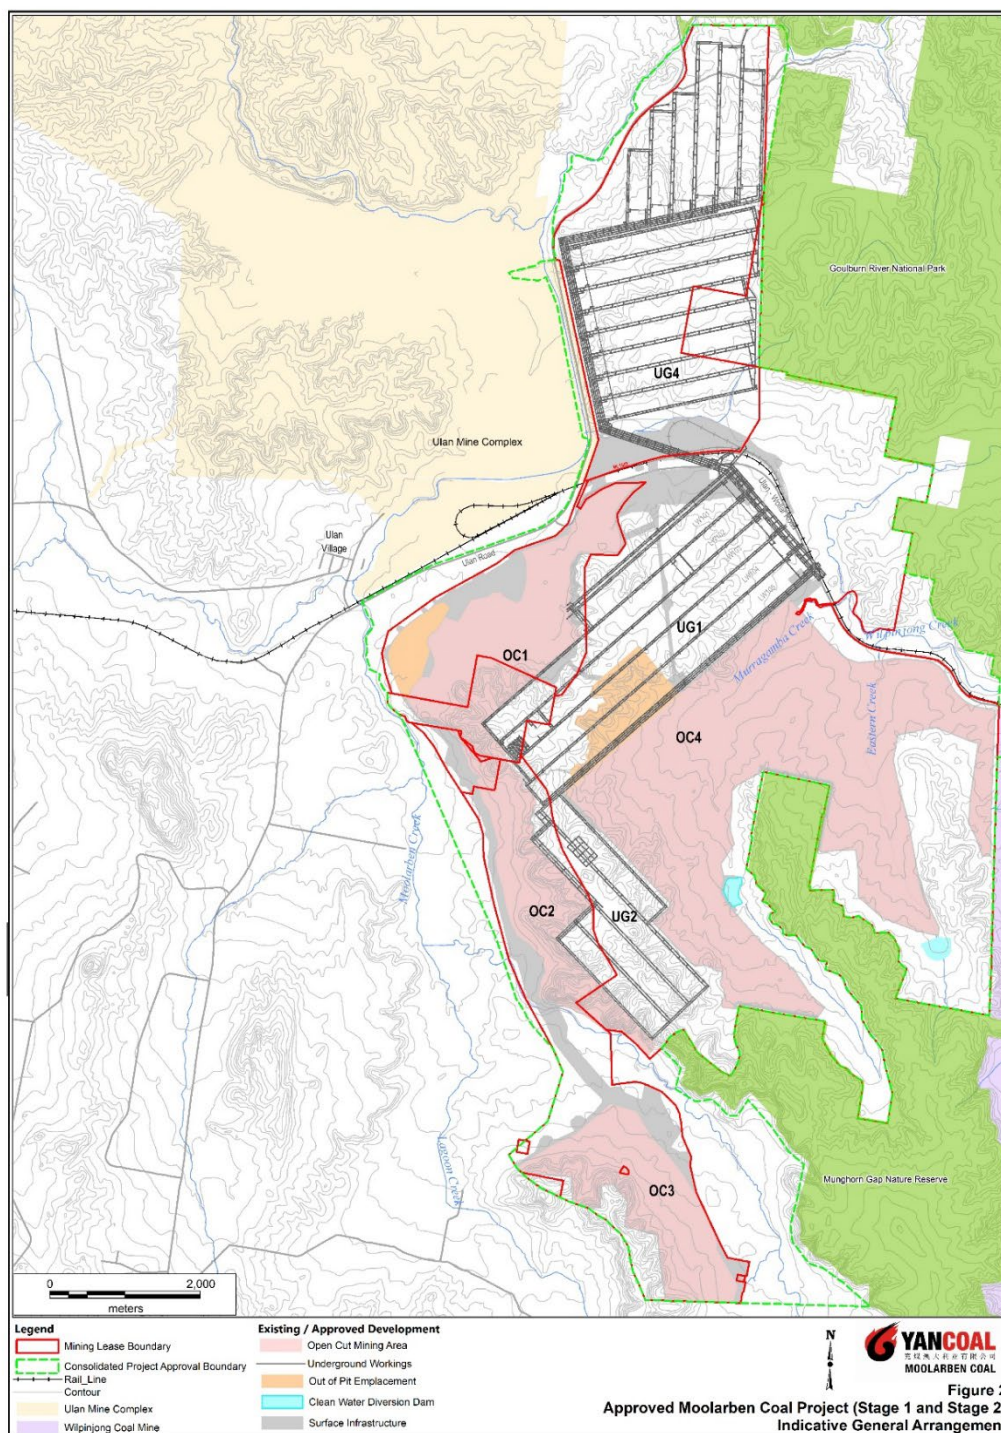 Goulburn River National Park
UG4
Ulan Mine Complex
Ulan
Village
Ulan Road
UG1
Wilpinjong Creek
Murragamba Creek
OC1
OC4
Eastern Creek
Moolarben Creek
OC2
UG2
Lagoon Creek
Munghorn Gap Nature Reserve
OC3
0 2,000
meters
Legend
Mining Lease Boundary
Consolidated Project Approval Boundary
Rail_Line
Contour
Ulan Mine Complex
Wilpinjong Coal Mine
Existing / Approved Development
Open Cut Mining Area
Underground Workings
Out of Pit Emplacement
Clean Water Diversion Dam
Surface Infrastructure
N
YANCOAL
MOOLARBEN COAL
Figure 2
Approved Moolarben Coal Project (Stage 1 and Stage 2
Indicative General Arrangemen